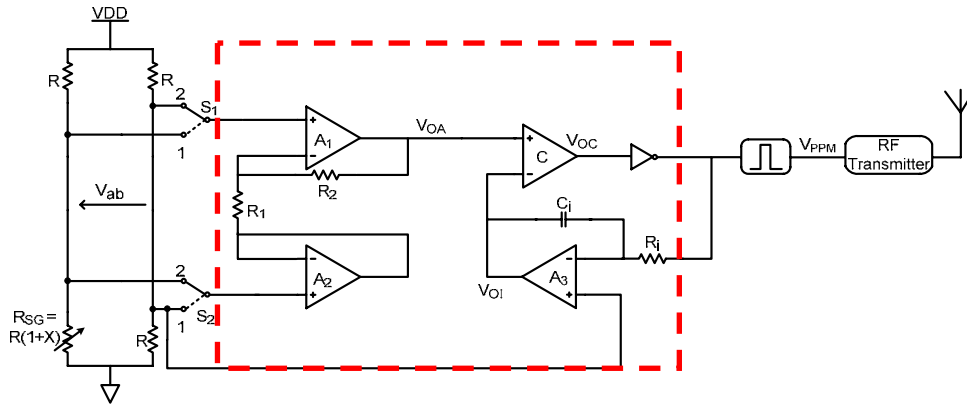 VDD
R
R
2
S1
1
Vab
+
A1
-
R2
R1
VOA
+
C
-
VOC
VPPM
RF
Transmitter
Ci
Ri
-
A2
+
-
A3
+
VOI
2
S2
1
RSG =
R(1+X)
R